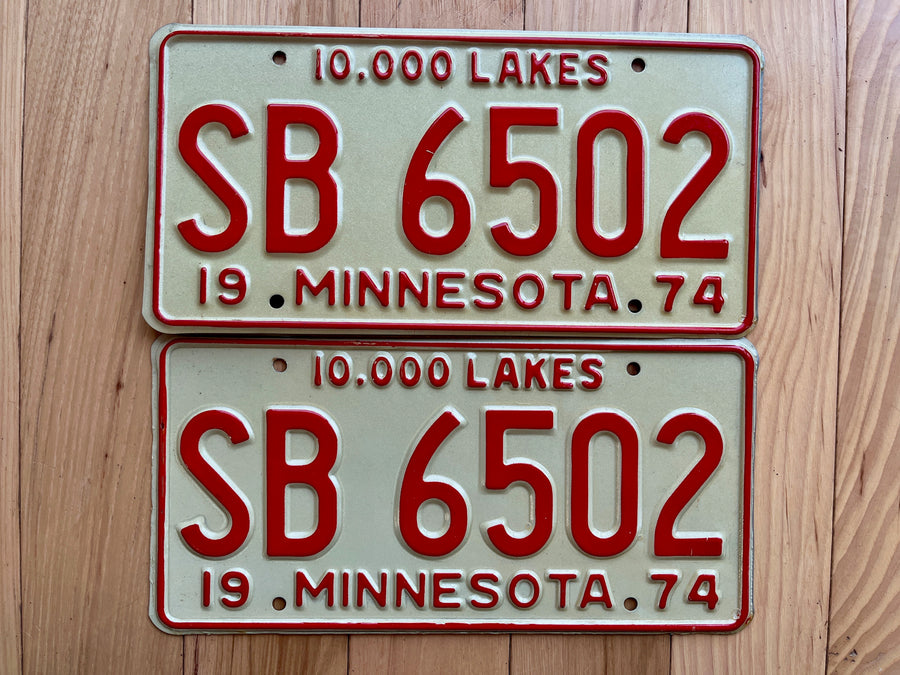 10,000 LAKES
SB 6502
19 MINNESOTA 74
10,000 LAKES
SB 6502
19 MINNESOTA 74